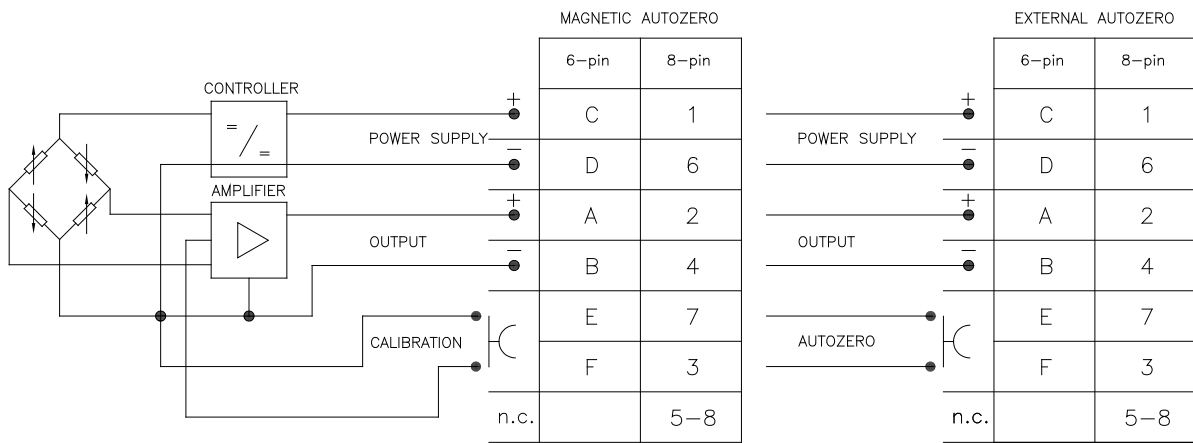 MAGNETIC AUTOZERO
EXTERNAL AUTOZERO
6-pin 8-pin
6-pin 8-pin
CONTROLLER
= / =
+ C 1
+ C 1
POWER SUPPLY
POWER SUPPLY
− D 6
− D 6
AMPLIFIER
+ A 2
+ A 2
OUTPUT
OUTPUT
− B 4
− B 4
E 7
E 7
CALIBRATION
AUTOZERO
F 3
F 3
n.c. 5-8
n.c. 5-8